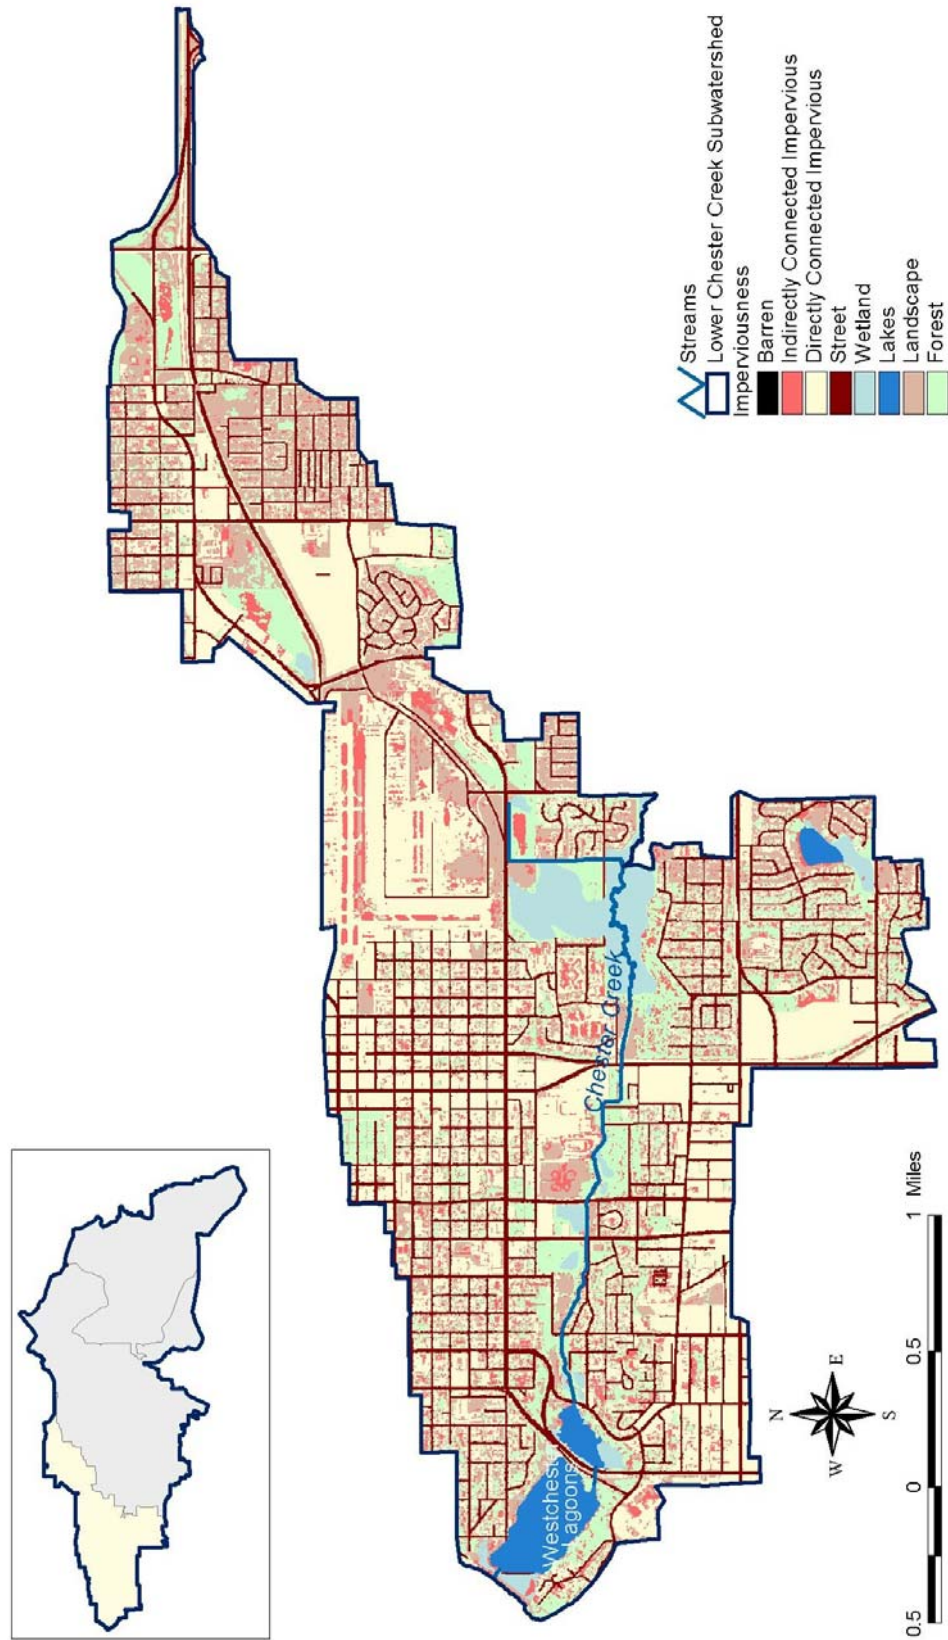 Streams
Lower Chester Creek Subwatershed
Imperviousness
Barren
Indirectly Connected Impervious
Directly Connected Impervious
Street
Wetland
Lakes
Landscape
Forest
Chester Creek
Westchester
Lagoons
N
W
E
S
0.5
0
0.5
1
Miles